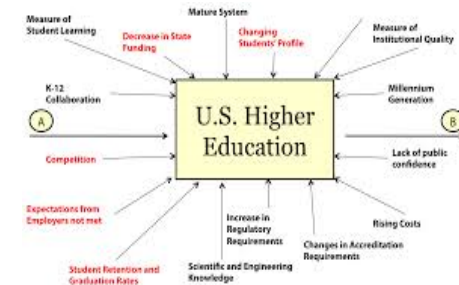 Measure of
Student Learning
Decrease in State
Funding
Mature System
Changing
Students' Profile
Measure of
Institutional Quality
K-12
Collaboration
Millennium
Generation
A
U.S. Higher
Education
B
Competition
Lack of public
confidence
Expectations from
Employers not met
Increase in
Regulatory
Requirements
Rising Costs
Changes in Accreditation
Requirements
Student Retention and
Graduation Rates
Scientific and Engineering
Knowledge